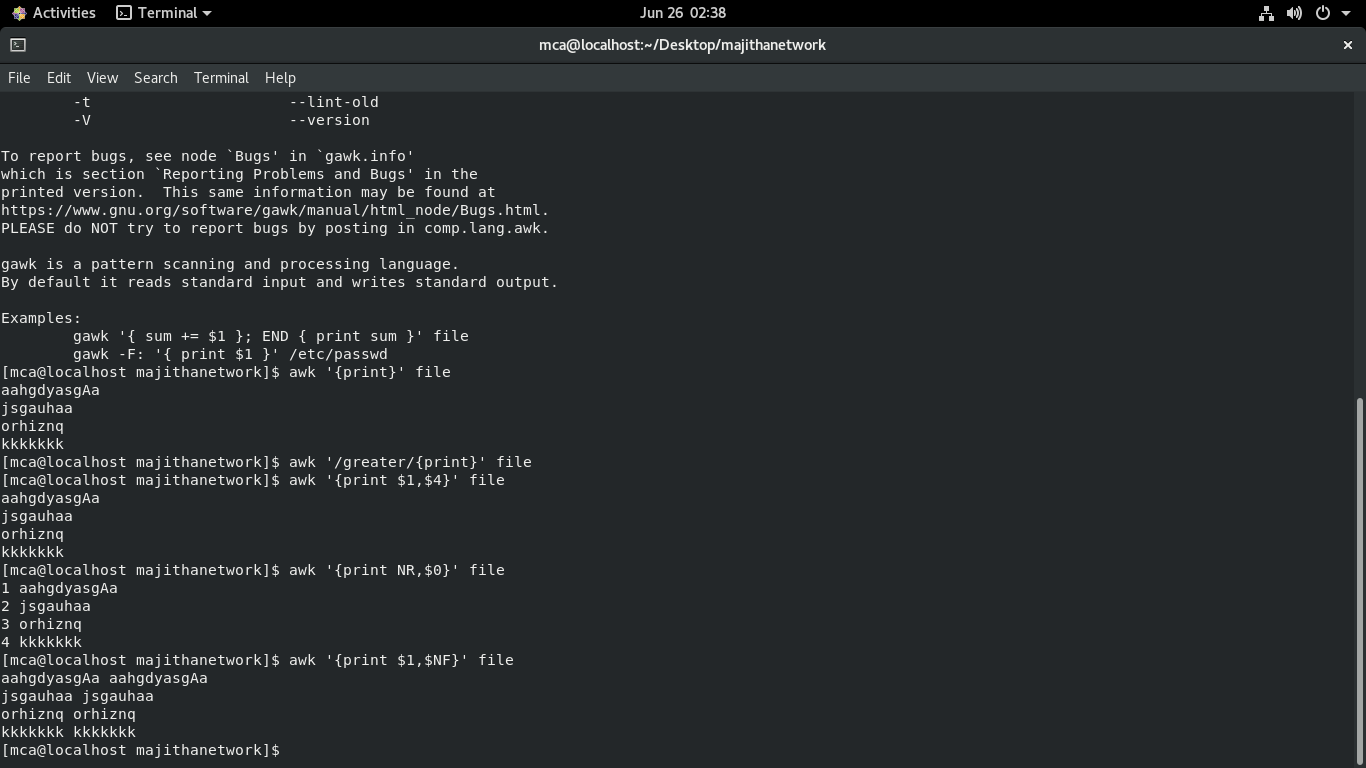 Activities Terminal Jun 26 02:38
mca@localhost:~/Desktop/majithanetwork ×
File Edit View Search Terminal Help
        -t                      --lint-old
        -V                      --version

To report bugs, see node `Bugs' in `gawk.info'
which is section `Reporting Problems and Bugs' in the
printed version.  This same information may be found at
https://www.gnu.org/software/gawk/manual/html_node/Bugs.html.
PLEASE do NOT try to report bugs by posting in comp.lang.awk.

gawk is a pattern scanning and processing language.
By default it reads standard input and writes standard output.

Examples:
        gawk '{ sum += $1 }; END { print sum }' file
        gawk -F: '{ print $1 }' /etc/passwd
[mca@localhost majithanetwork]$ awk '{print}' file
aahgdyasgAa
jsgauhaa
orhiznq
kkkkkkk
[mca@localhost majithanetwork]$ awk '/greater/{print}' file
[mca@localhost majithanetwork]$ awk '{print $1,$4}' file
aahgdyasgAa
jsgauhaa
orhiznq
kkkkkkk
[mca@localhost majithanetwork]$ awk '{print NR,$0}' file
1 aahgdyasgAa
2 jsgauhaa
3 orhiznq
4 kkkkkkk
[mca@localhost majithanetwork]$ awk '{print $1,$NF}' file
aahgdyasgAa aahgdyasgAa
jsgauhaa jsgauhaa
orhiznq orhiznq
kkkkkkk kkkkkkk
[mca@localhost majithanetwork]$